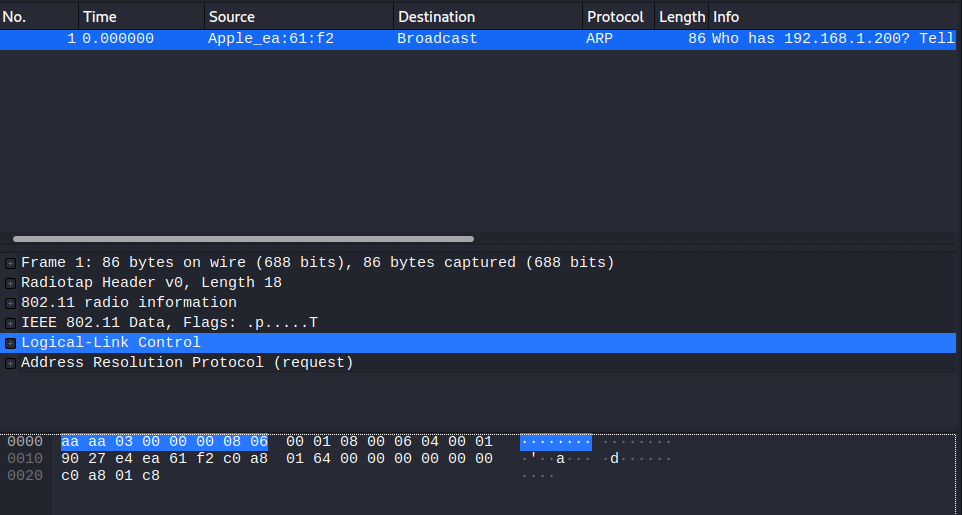 No. Time Source Destination Protocol Length Info
1 0.000000 Apple_ea:61:f2 Broadcast ARP 86 Who has 192.168.1.200? Tell
Frame 1: 86 bytes on wire (688 bits), 86 bytes captured (688 bits)
Radiotap Header v0, Length 18
802.11 radio information
IEEE 802.11 Data, Flags: .p.....T
Logical-Link Control
Address Resolution Protocol (request)
0000 aa aa 03 00 00 00 08 06 00 01 08 00 06 04 00 01 ········ ········
0010 90 27 e4 ea 61 f2 c0 a8 01 64 00 00 00 00 00 00 ·'··a··· ·d······
0020 c0 a8 01 c8 ····